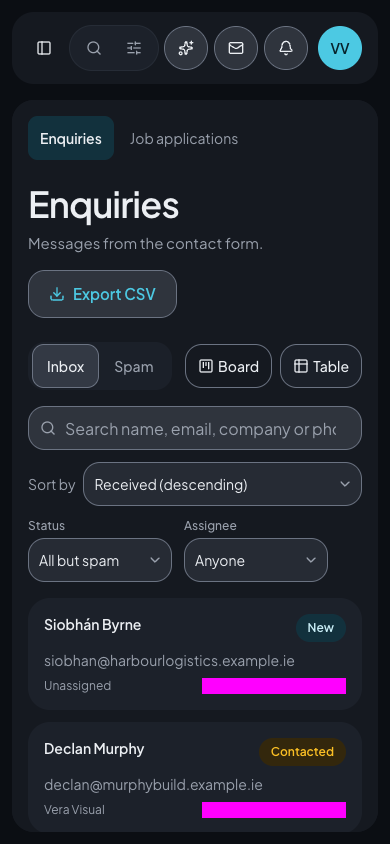 VV
Enquiries
Job applications
Enquiries
Messages from the contact form.
Export CSV
Inbox
Spam
Board
Table
Search name, email, company or pho
Sort by
Received (descending)
Status
Assignee
All but spam
Anyone
Siobhán Byrne
New
siobhan@harbourlogistics.example.ie
Unassigned
Declan Murphy
Contacted
declan@murphybuild.example.ie
Vera Visual